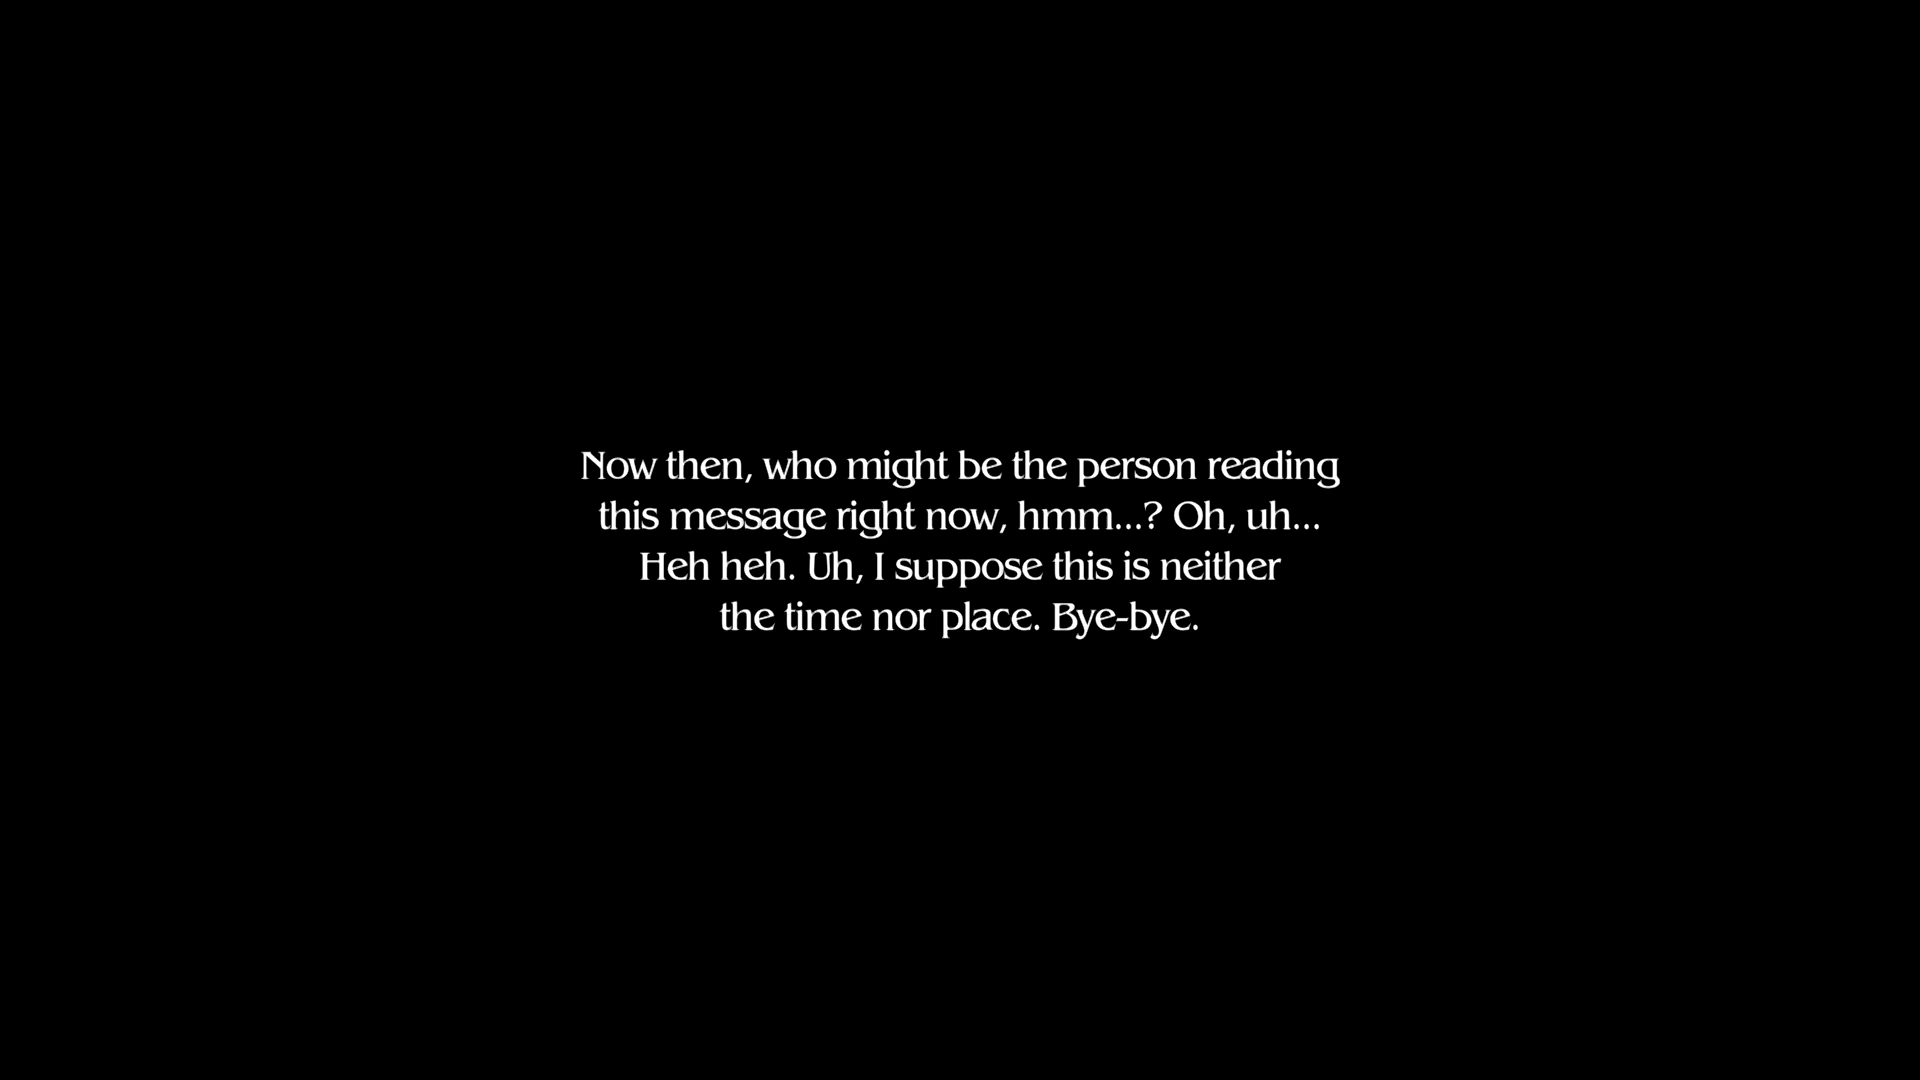 Now then, who might be the person reading
this message right now, hmm...? Oh, uh...
Heh heh. Uh, I suppose this is neither
the time nor place. Bye-bye.